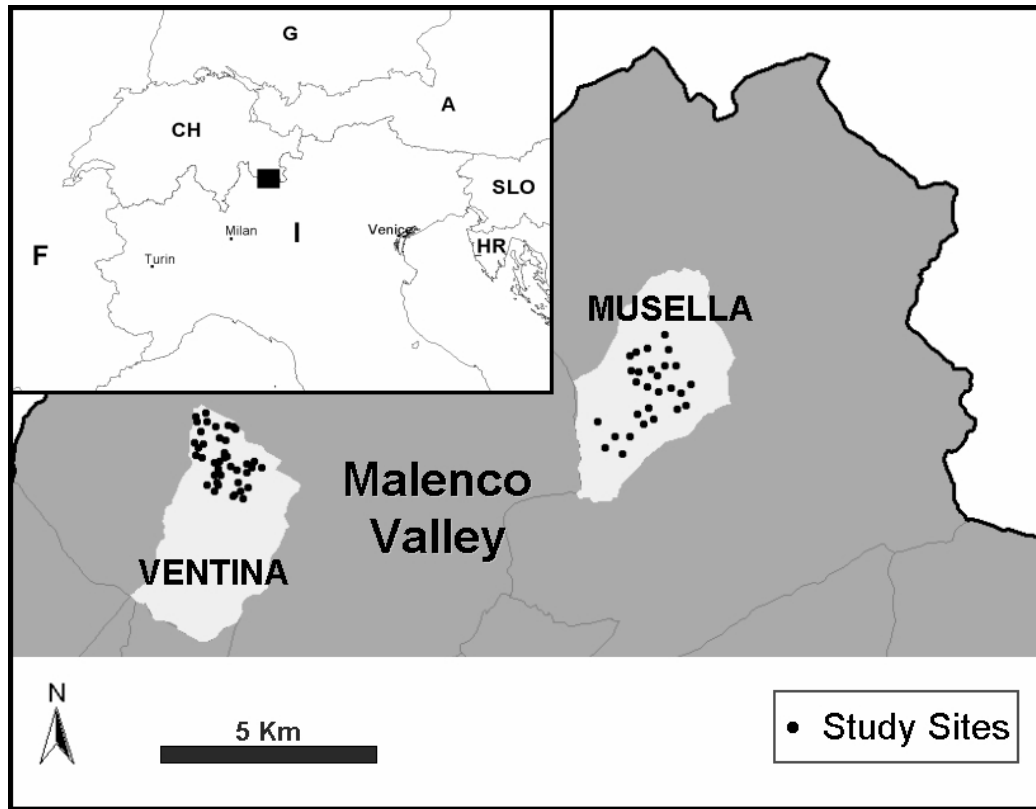 G
A
CH
SLO
Milan
I
Venice
HR
F
Turin
MUSELLA
Malenco
Valley
VENTINA
N
5 Km
Study Sites